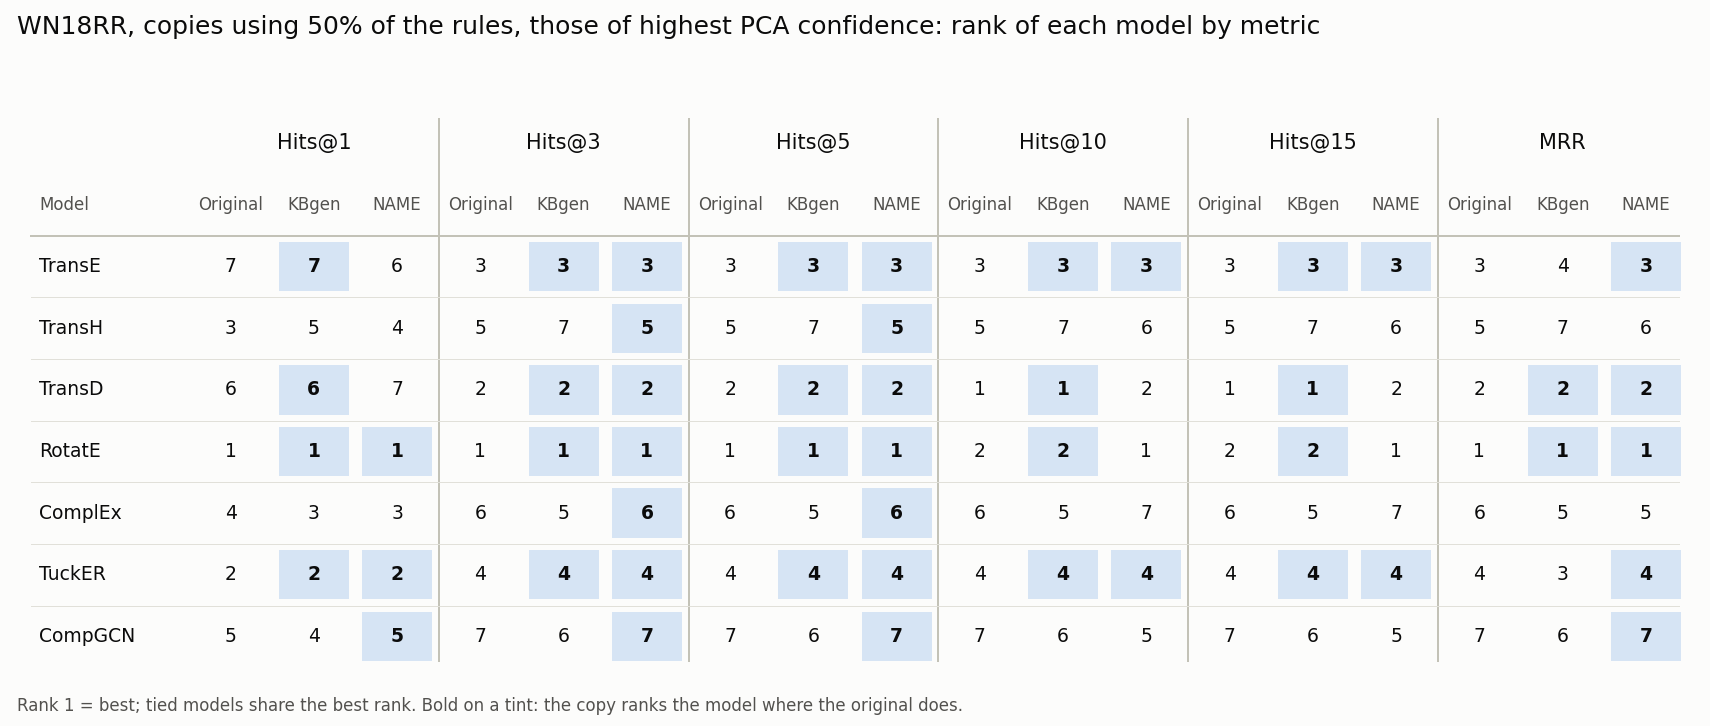 WN18RR, copies using 50% of the rules, those of highest PCA confidence: rank of each model by metric
Hits@1 Hits@3 Hits@5 Hits@10 Hits@15 MRR
Model Original KBgen NAME Original KBgen NAME Original KBgen NAME Original KBgen NAME Original KBgen NAME Original KBgen NAME
TransE 7 7 6 3 3 3 3 3 3 3 3 3 3 3 3 3 4 3
TransH 3 5 4 5 7 5 5 7 5 5 7 6 5 7 6 5 7 6
TransD 6 6 7 2 2 2 2 2 2 1 1 2 1 1 2 2 2 2
RotatE 1 1 1 1 1 1 1 1 1 2 2 1 2 2 1 1 1 1
ComplEx 4 3 3 6 5 6 6 5 6 6 5 7 6 5 7 6 5 5
TuckER 2 2 2 4 4 4 4 4 4 4 4 4 4 4 4 4 3 4
CompGCN 5 4 5 7 6 7 7 6 7 7 6 5 7 6 5 7 6 7
Rank 1 = best; tied models share the best rank. Bold on a tint: the copy ranks the model where the original does.